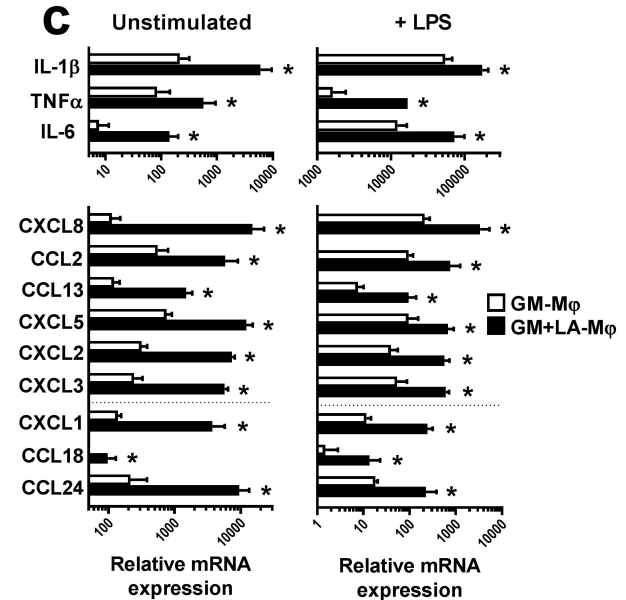 C
Unstimulated
+ LPS
IL-1β
*
*
TNFα
*
*
IL-6
*
*
10
100
1000
10000
1000
10000
100000
CXCL8
*
*
CCL2
*
*
CCL13
*
*
CXCL5
*
*
CXCL2
*
*
CXCL3
*
*
CXCL1
*
*
CCL18
*
*
CCL24
*
*
GM-Mφ
GM+LA-Mφ
100
1000
10000
1
10
100
1000
10000
Relative mRNA
expression
Relative mRNA
expression